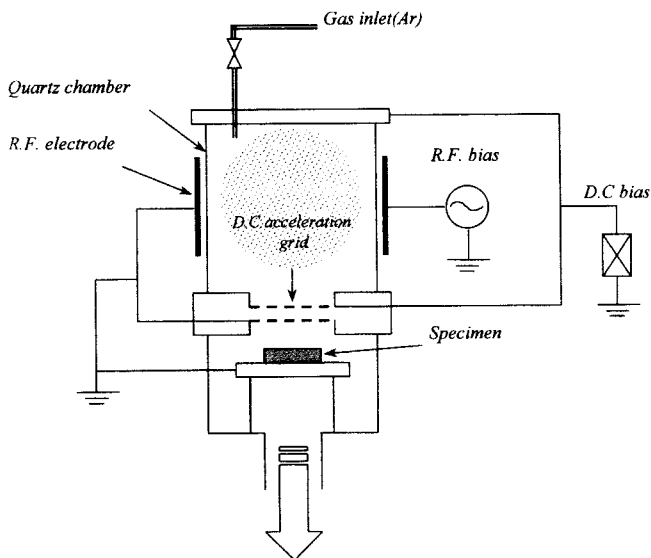 Gas inlet(Ar)
Quartz chamber
R.F. electrode
R.F. bias
D.C bias
D.C.acceleration
grid
Specimen